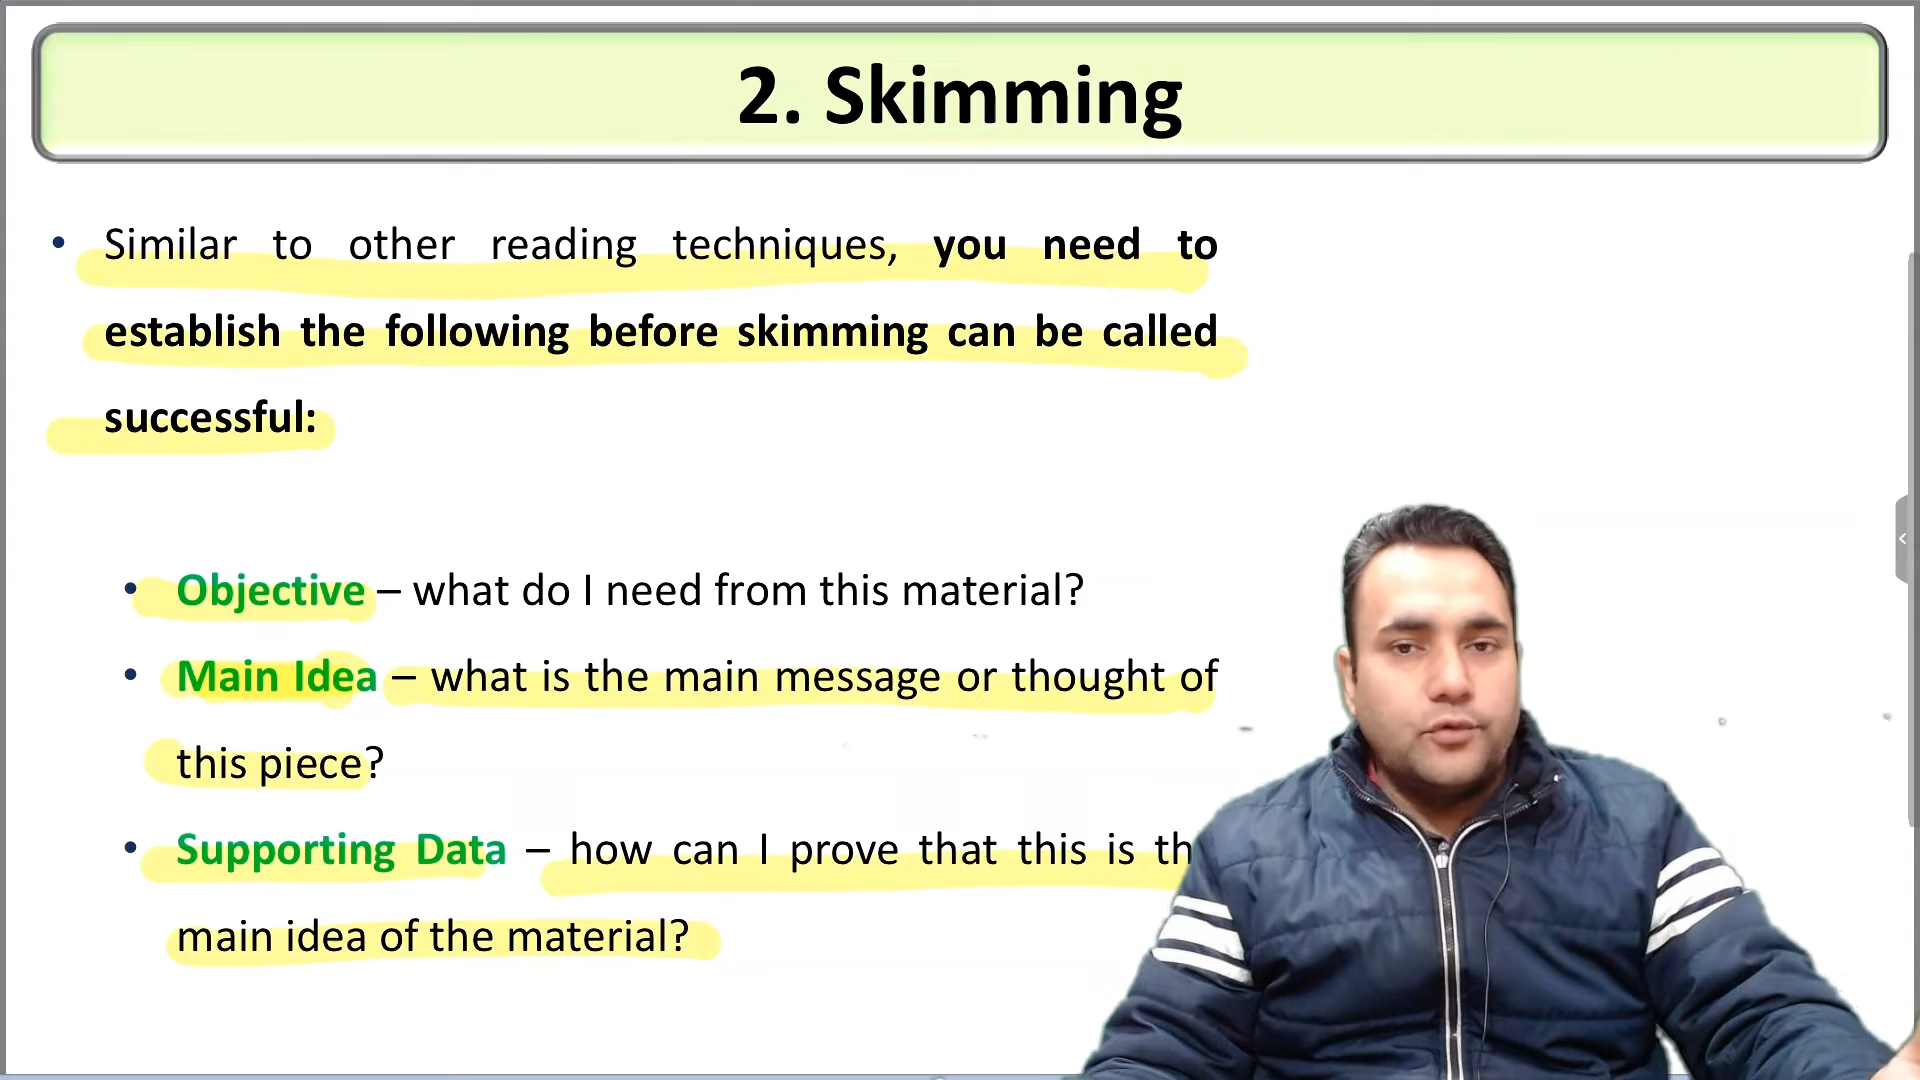 2. Skimming
• Similar to other reading techniques, you need to
establish the following before skimming can be called
successful:
• Objective – what do I need from this material?
• Main Idea – what is the main message or thought of
this piece?
• Supporting Data – how can I prove that this is th
main idea of the material?